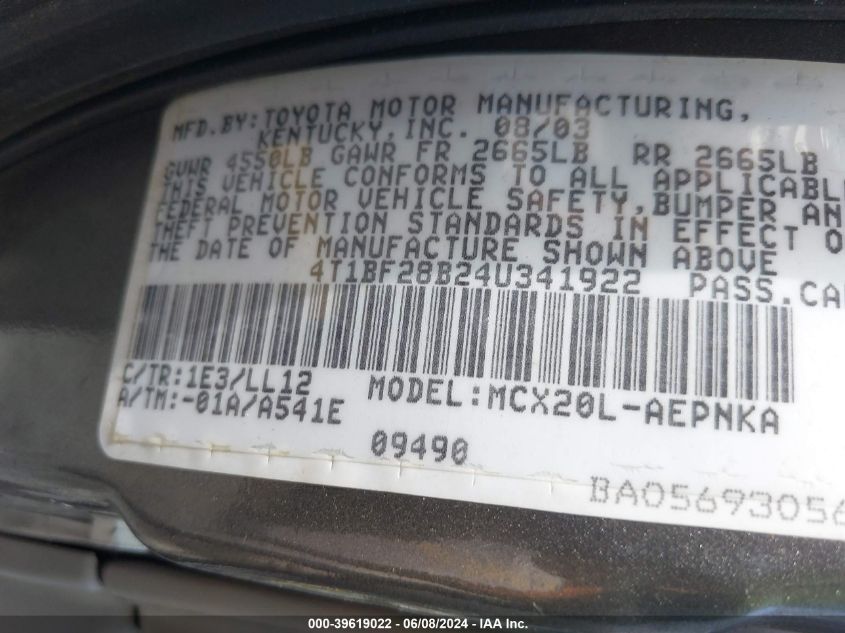 MFD.BY:TOYOTA MOTOR MANUFACTURING,
KENTUCKY,INC. 08/03
GVWR 4550LB GAWR FR 2665LB RR 2665LB
THIS VEHICLE CONFORMS TO ALL APPLICABL
FEDERAL MOTOR VEHICLE SAFETY,BUMPER AN
THEFT PREVENTION STANDARDS IN EFFECT O
THE DATE OF MANUFACTURE SHOWN ABOVE
4T1BF28B24U341922 PASS.CA
C/TR:1E3/LL12 MODEL:MCX20L-AEPNKA
A/TM:-01A/A541E
09490
BA0569305
000-39619022 - 06/08/2024 - IAA Inc.